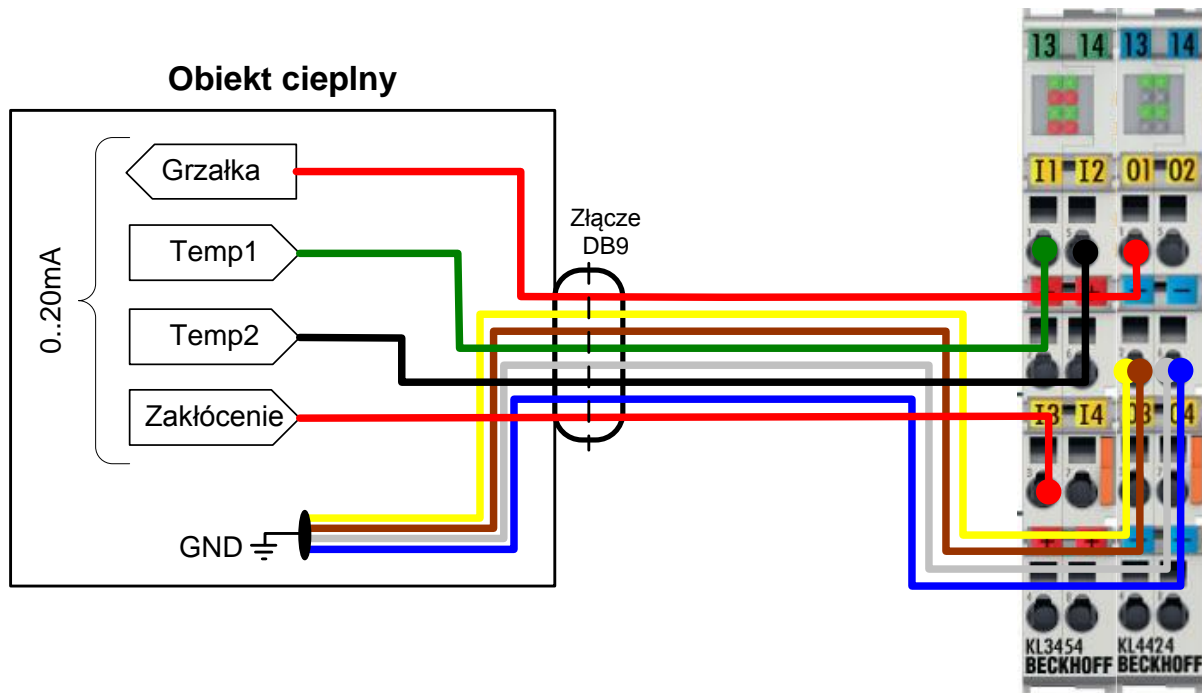 Obiekt cieplny
0..20mA
Grzałka
Temp1
Temp2
Zakłócenie
GND
Złącze
DB9
13 14 13 14
I1 I2 O1 O2
+ + − −
I3 I4 O3 O4
+ + − −
KL3454 KL4424
BECKHOFF BECKHOFF